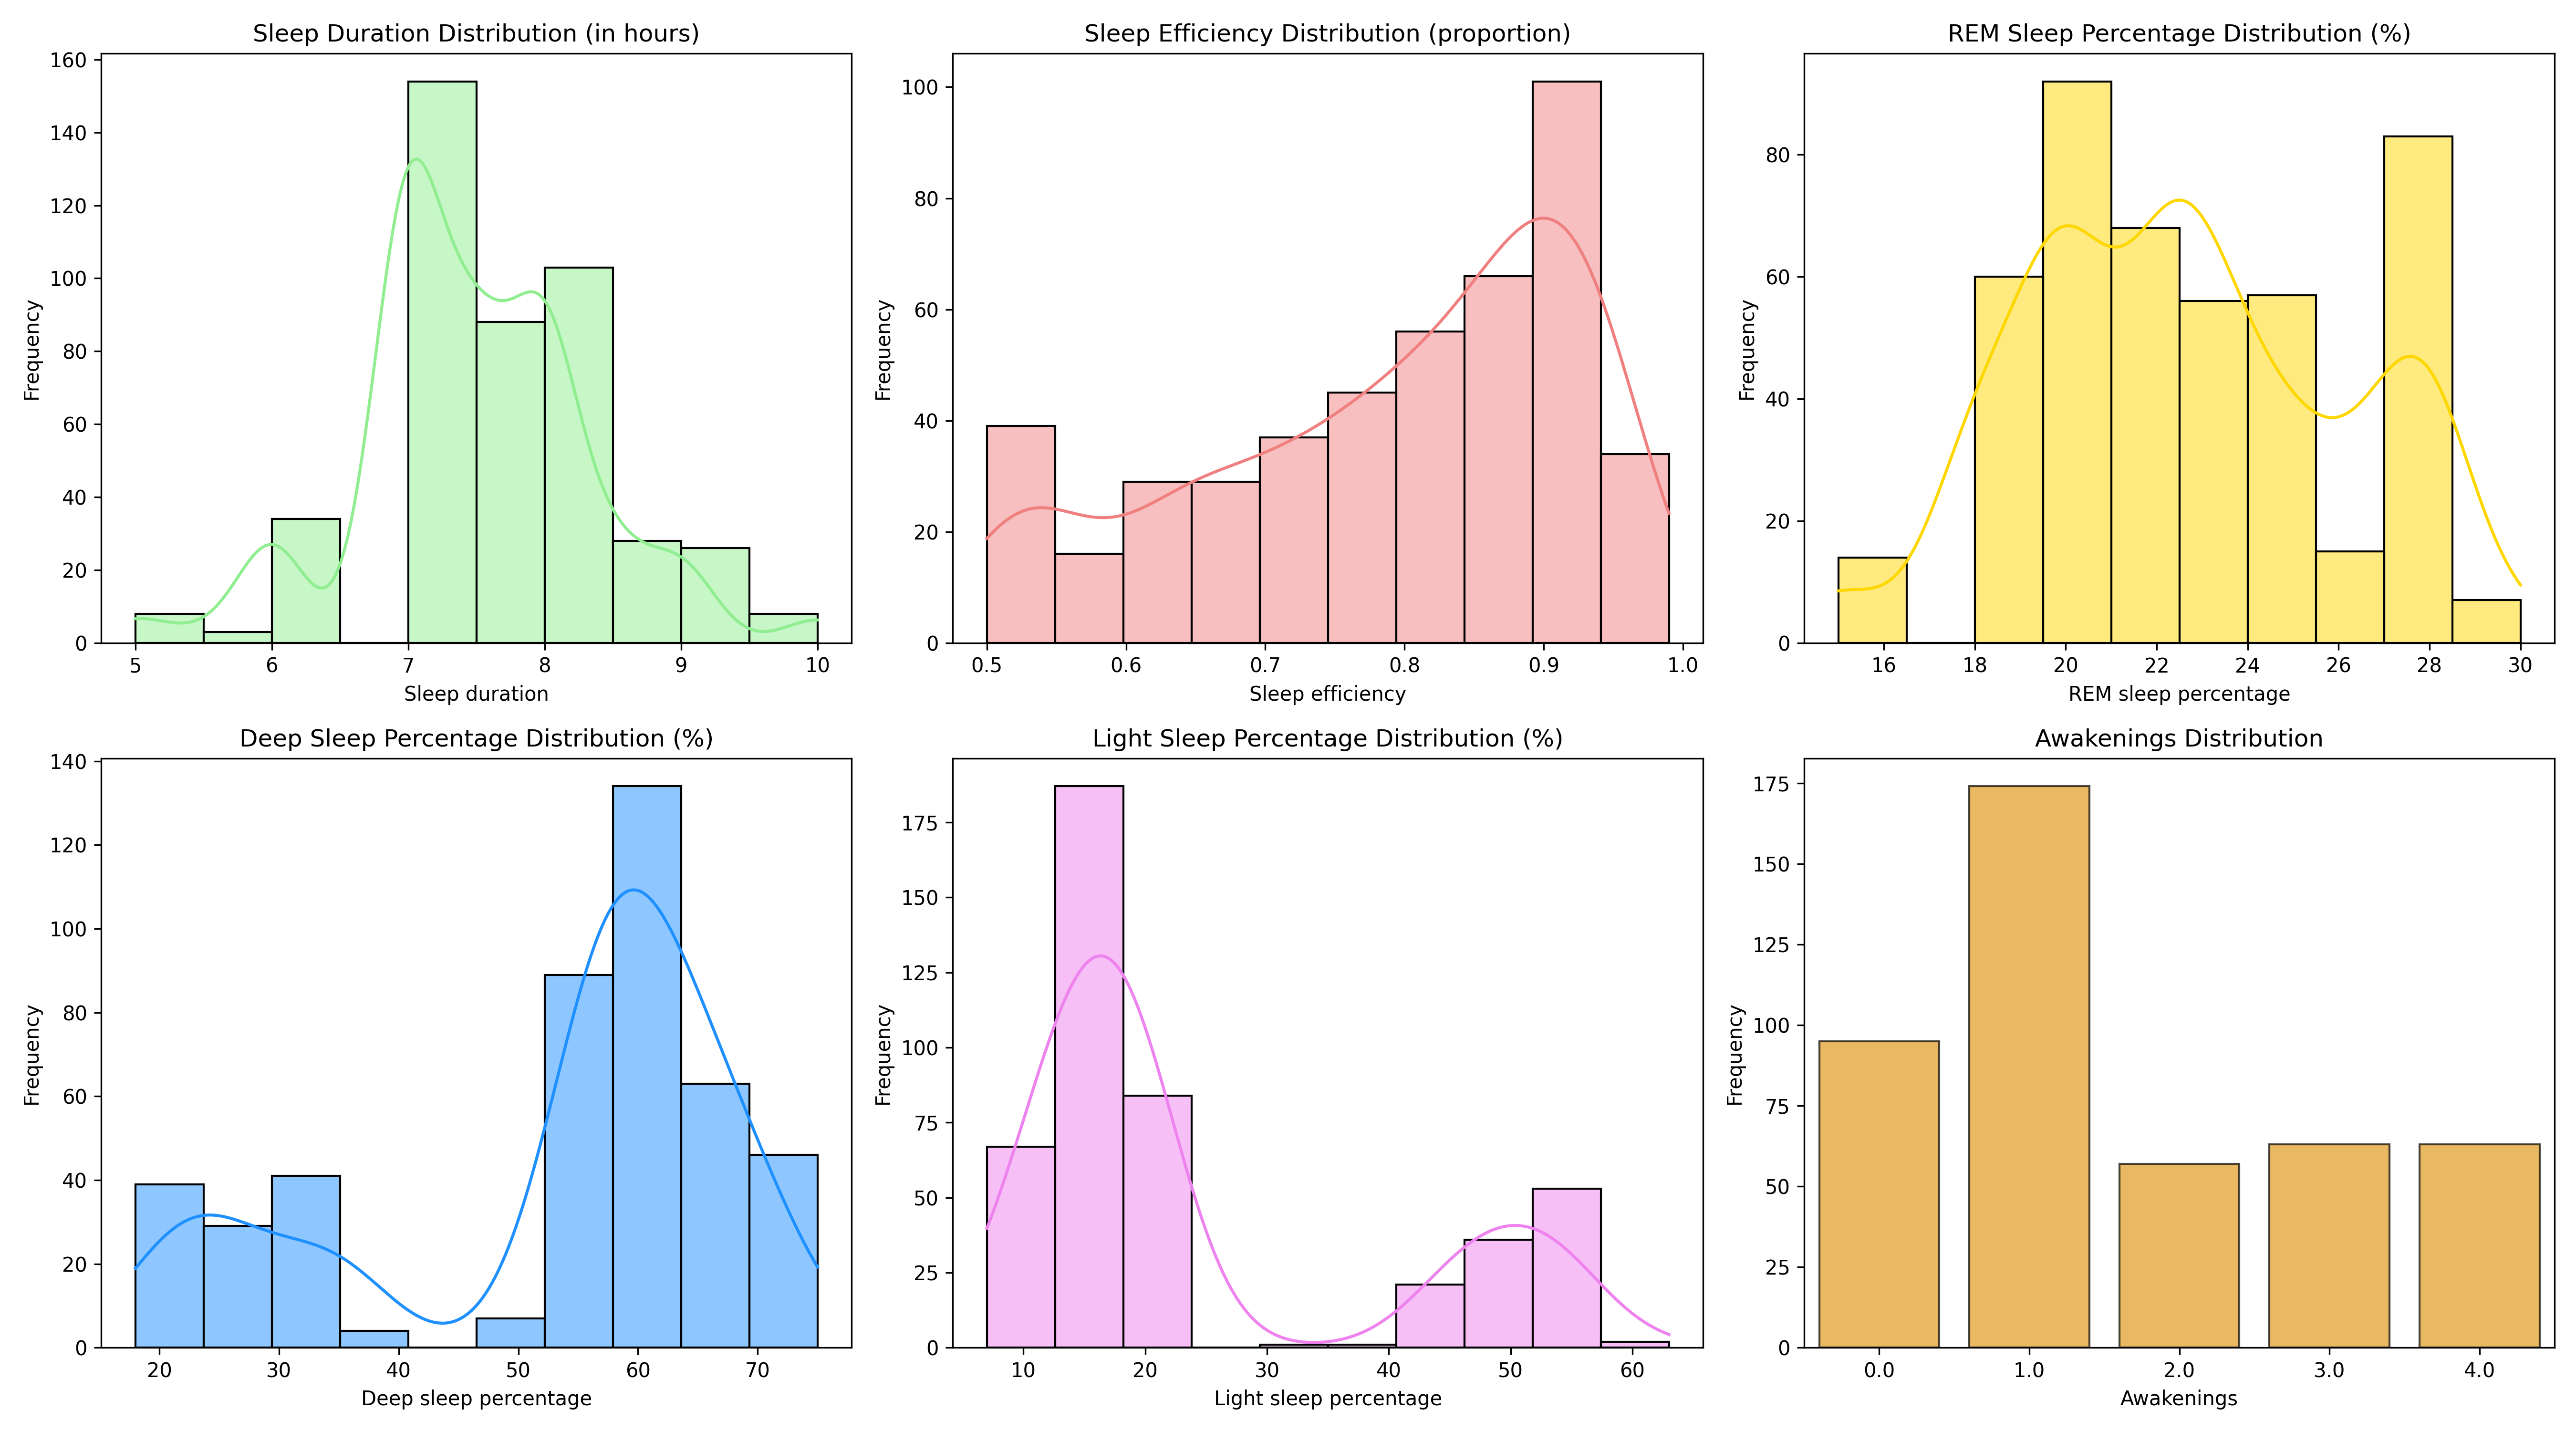 Sleep Duration Distribution (in hours)
Frequency
160
140
120
100
80
60
40
20
0
5 6 7 8 9 10
Sleep duration
Sleep Efficiency Distribution (proportion)
Frequency
100
80
60
40
20
0
0.5 0.6 0.7 0.8 0.9 1.0
Sleep efficiency
REM Sleep Percentage Distribution (%)
Frequency
80
60
40
20
0
16 18 20 22 24 26 28 30
REM sleep percentage
Deep Sleep Percentage Distribution (%)
Frequency
140
120
100
80
60
40
20
0
20 30 40 50 60 70
Deep sleep percentage
Light Sleep Percentage Distribution (%)
Frequency
175
150
125
100
75
50
25
0
10 20 30 40 50 60
Light sleep percentage
Awakenings Distribution
Frequency
175
150
125
100
75
50
25
0
0.0 1.0 2.0 3.0 4.0
Awakenings